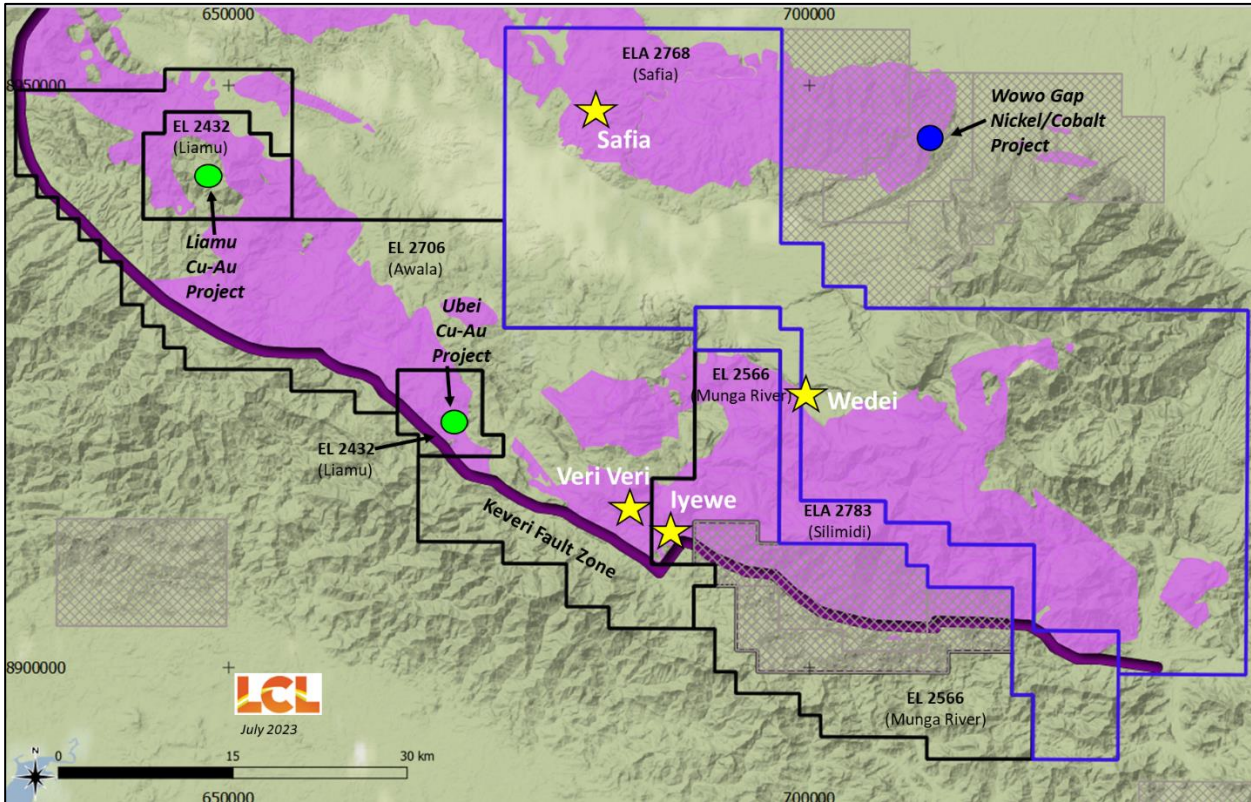 650000
700000
8950000
ELA 2768
(Safia)
Safia
Wowo Gap
Nickel/Cobalt
Project
EL 2432
(Liamu)
Liamu
Cu-Au
Project
EL 2706
(Awala)
Ubei
Cu-Au
Project
EL 2566
(Munga River)
Wedei
EL 2432
(Liamu)
Veri Veri
Iyewe
ELA 2783
(Silimidi)
Keveri Fault Zone
8900000
LCL
July 2023
EL 2566
(Munga River)
N
0
15
30 km
650000
700000